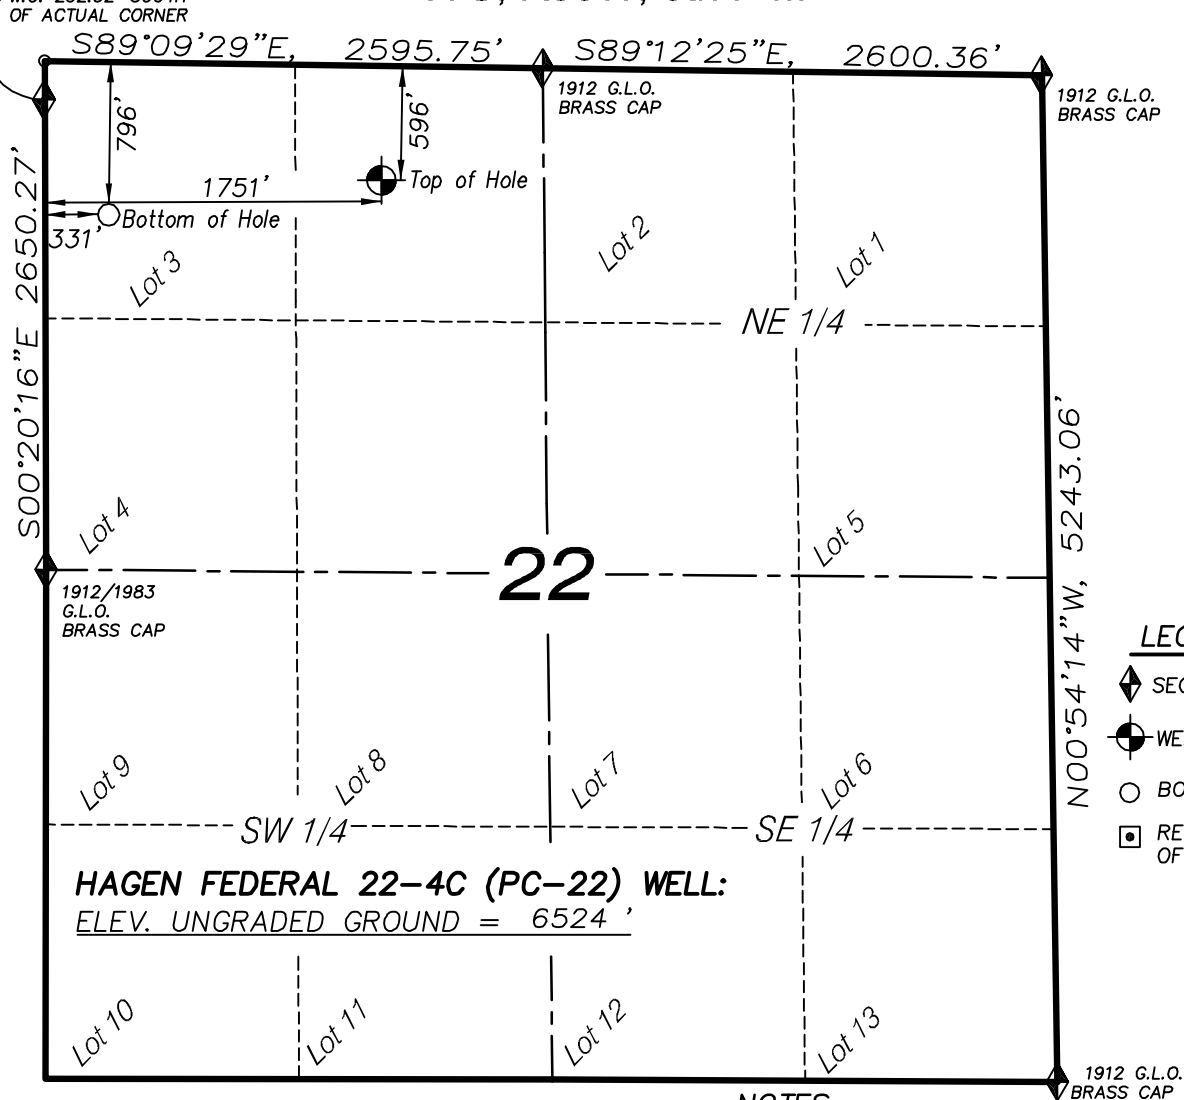 OF ACTUAL CORNER
S89°09'29"E, 2595.75'
S89°12'25"E, 2600.36'
1912 G.L.O.
BRASS CAP
1912 G.L.O.
BRASS CAP
796'
596'
1751'
Top of Hole
Bottom of Hole
331'
S00°20'16"E 2650.27'
Lot 3
Lot 2
Lot 1
NE 1/4
Lot 4
22
Lot 5
1912/1983
G.L.O.
BRASS CAP
N00°54'14"W, 5243.06'
Lot 9
Lot 8
Lot 7
Lot 6
SW 1/4
SE 1/4
HAGEN FEDERAL 22-4C (PC-22) WELL:
ELEV. UNGRADED GROUND = 6524 '
Lot 10
Lot 11
Lot 12
Lot 13
1912 G.L.O.
BRASS CAP
OF